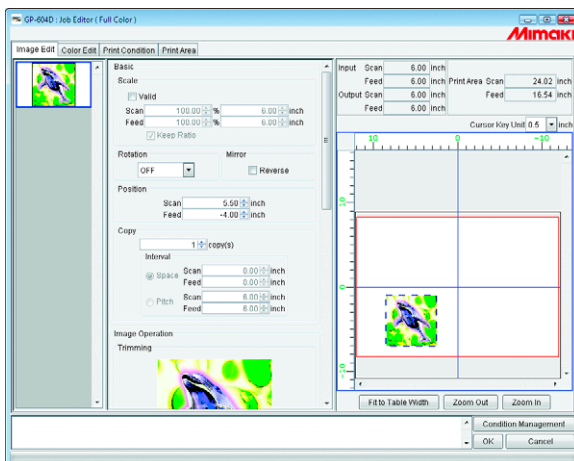 GP-604D : Job Editor ( Full Color )
Mimaki
Image Edit Color Edit Print Condition Print Area
Basic
Scale
Valid
Scan 100.00 % 6.00 inch
Feed 100.00 % 6.00 inch
Keep Ratio
Rotation Mirror
OFF Reverse
Position
Scan 5.50 inch
Feed -4.00 inch
Copy
1 copy(s)
Interval
Space Scan 0.00 inch
Feed 0.00 inch
Pitch Scan 6.00 inch
Feed 6.00 inch
Image Operation
Trimming
Input Scan 6.00 inch
Feed 6.00 inch Print Area Scan 24.02 inch
Output Scan 6.00 inch Feed 16.54 inch
Feed 6.00 inch
Cursor Key Unit 0.5 inch
10 0 -10
10
0
-10
Fit to Table Width Zoom Out Zoom In
Condition Management
OK Cancel